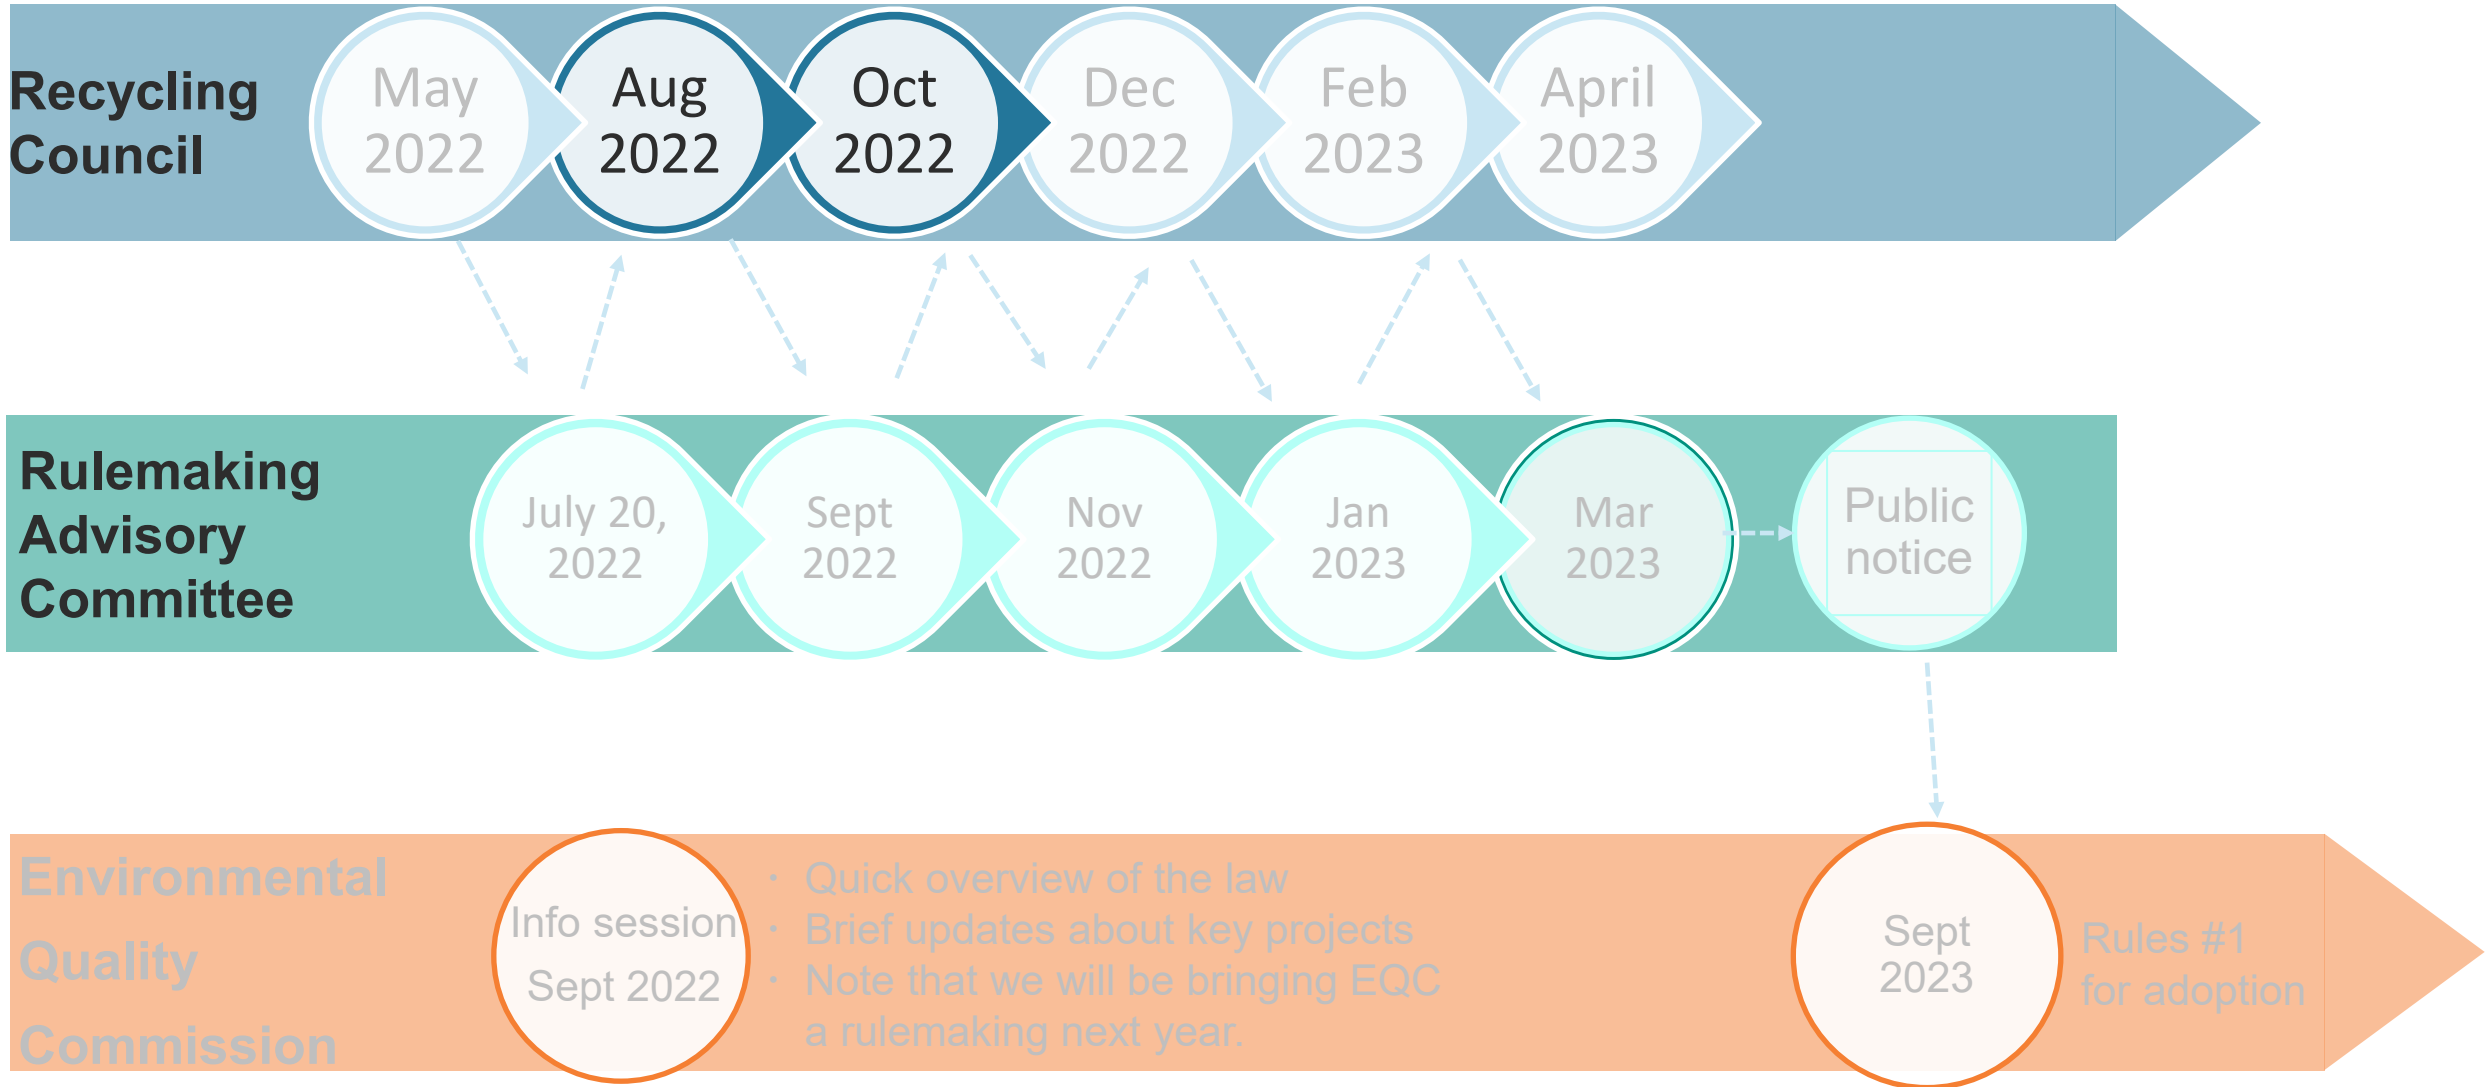 Recycling
Council
May
2022
Aug
2022
Oct
2022
Dec
2022
Feb
2023
April
2023
Rulemaking
Advisory
Committee
July 20,
2022
Sept
2022
Nov
2022
Jan
2023
Mar
2023
Public
notice
Environmental
Quality
Commission
Info session
Sept 2022
· Quick overview of the law
· Brief updates about key projects
· Note that we will be bringing EQC
a rulemaking next year.
Sept
2023
Rules #1
for adoption